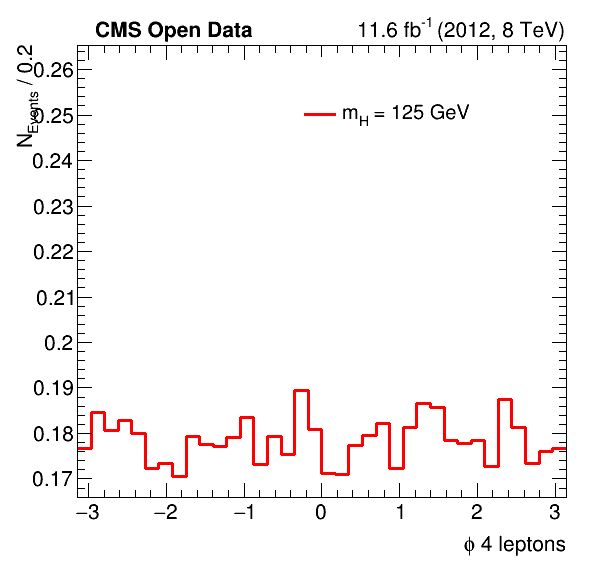 CMS Open Data 11.6 fb⁻¹ (2012, 8 TeV)
N_Events / 0.2
m_H = 125 GeV
0.26
0.25
0.24
0.23
0.22
0.21
0.2
0.19
0.18
0.17
−3 −2 −1 0 1 2 3
ϕ 4 leptons